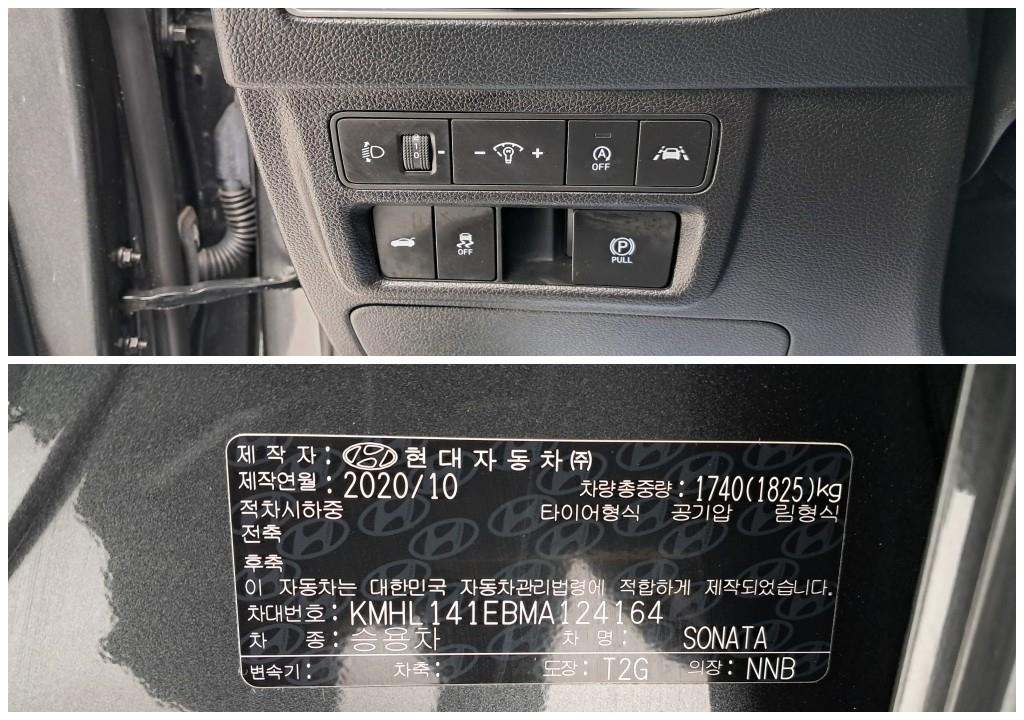 1
0
- - +
A
OFF
OFF
P
PULL
제 작 자 : 현 대 자 동 차 ㈜
제작연월 : 2020/10 차량총중량 : 1740(1825)kg
적차시하중 타이어형식 공기압 림형식
전축
후축
이 자동차는 대한민국 자동차관리법령에 적합하게 제작되었습니다.
차대번호 : KMHL141EBMA124164
차 종 : 승용차 차 명 : SONATA
변속기 : 차축 : 도장 : T2G 의장 : NNB